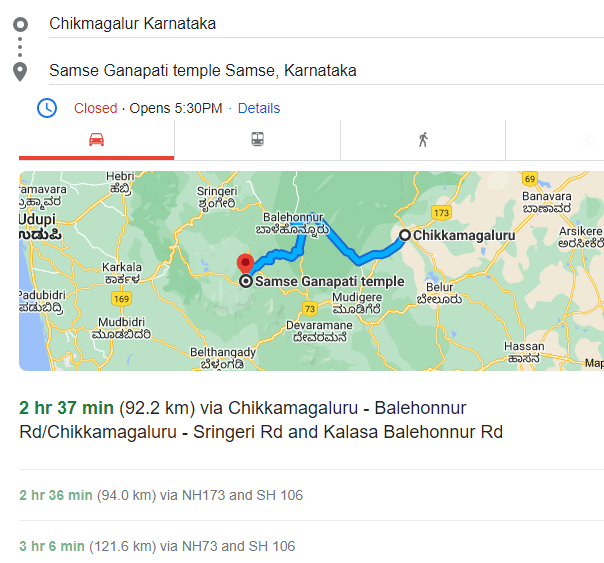 Chikmagalur Karnataka
Samse Ganapati temple Samse, Karnataka
Closed · Opens 5:30PM · Details
Hebri
ಹೆಬ್ರಿ
69
ramavara
Sringeri
ಶೃಂಗೇರಿ
Banavara
ಬಾಣಾವರ
Balehonnur
ಬಾಳೆಹೊನ್ನೂರು
173
Udupi
ಉಡುಪಿ
Chikkamagaluru
Arsikere
ಅರಸೀಕೆರೆ
Karkala
ಕಾರ್ಕಳ
Samse Ganapati temple
Belur
ಬೇಲೂರು
Padubidri
ಪಡುಬಿದ್ರಿ
169
Mudigere
ಮೂಡಿಗೆರೆ
73
Mudbidri
ಮೂಡಬಿದರಿ
Devaramane
ದೇವರಮನೆ
Belthangady
ಬೆಳ್ತಂಗಡಿ
Hassan
ಹಾಸನ
Map
2 hr 37 min (92.2 km) via Chikkamagaluru - Balehonnur
Rd/Chikkamagaluru - Sringeri Rd and Kalasa Balehonnur Rd
2 hr 36 min (94.0 km) via NH173 and SH 106
3 hr 6 min (121.6 km) via NH73 and SH 106